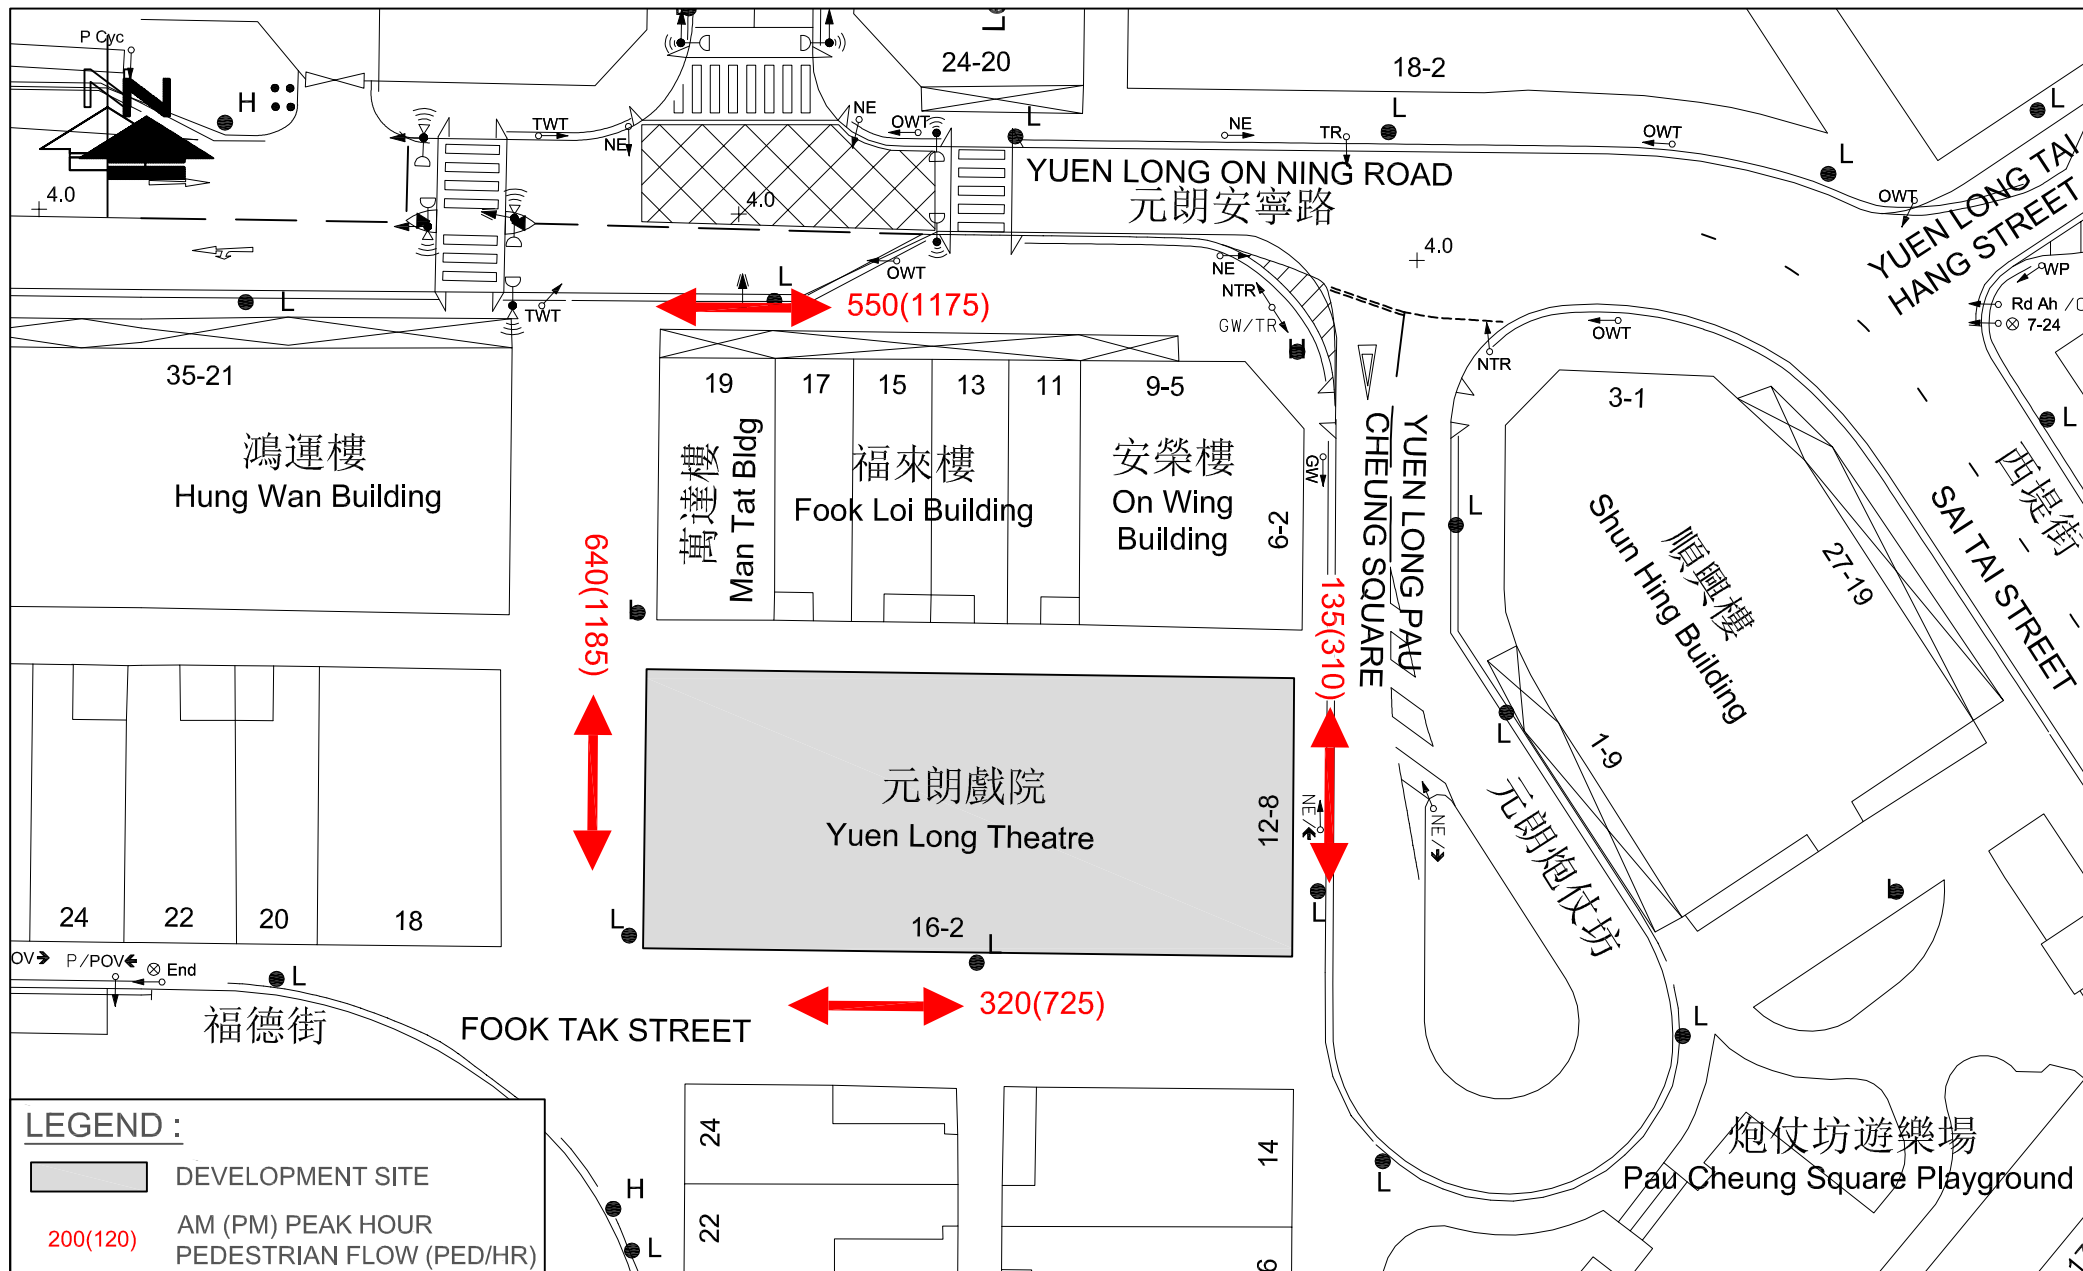 P Cyc
N
H
4.0
TWT
NE
NE
OWT
L
24-20
L
18-2
NE
TR
OWT
L
L
L
YUEN LONG ON NING ROAD
元朗安寧路
4.0
4.0
OWT
YUEN LONG TAI
HANG STREET
WP
Rd Ah /C
7-24
L
TWT
L
550(1175)
OWT
NE
NTR
GW/TR
H
NTR
OWT
L
35-21
鴻運樓
Hung Wan Building
19
萬達樓
Man Tat Bldg
17
15
13
11
福來樓
Fook Loi Building
9-5
安榮樓
On Wing
Building
6-2
GW
YUEN LONG PAU
CHEUNG SQUARE
L
3-1
順興樓
Shun Hing Building
27-19
1-9
西堤街
SAI TAI STREET
640(1185)
L
135(310)
L
元朗戲院
Yuen Long Theatre
12-8
16-2
NE/
NE/
元朗炮仗坊
L
L
L
L
24
22
20
18
OV
P/POV
End
L
福德街
FOOK TAK STREET
320(725)
L
L
24
22
14
6
炮仗坊遊樂場
Pau Cheung Square Playground
H
L
LEGEND :
DEVELOPMENT SITE
200(120)
AM (PM) PEAK HOUR
PEDESTRIAN FLOW (PED/HR)